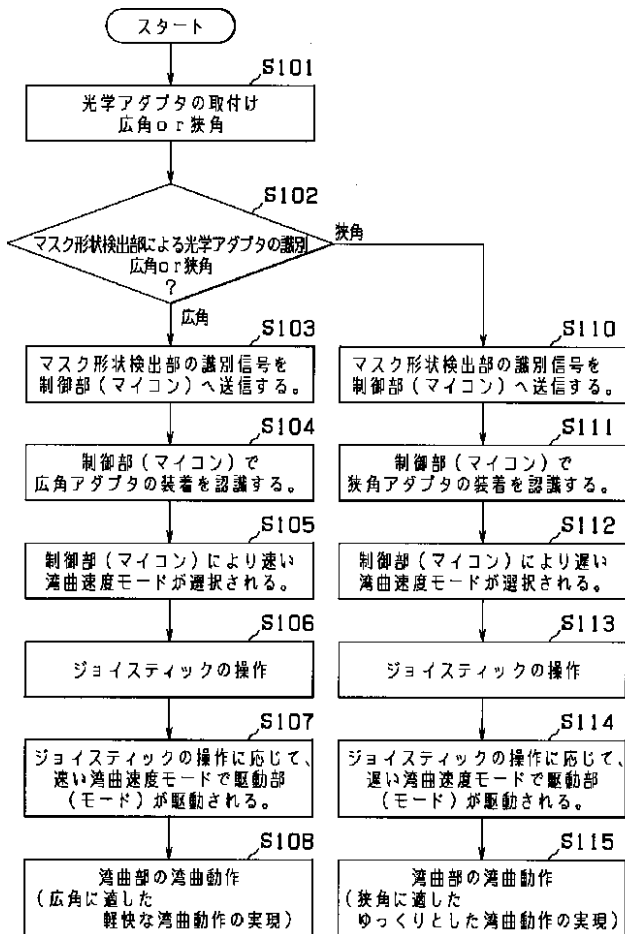 スタート
S101
光学アダプタの取付け
広角or狭角
S102
マスク形状検出部による光学アダプタの識別
広角or狭角
?
狭角
広角
S103
マスク形状検出部の識別信号を
制御部(マイコン)へ送信する。
S104
制御部(マイコン)で
広角アダプタの装着を認識する。
S105
制御部(マイコン)により速い
湾曲速度モードが選択される。
S106
ジョイスティックの操作
S107
ジョイスティックの操作に応じて、
速い湾曲速度モードで駆動部
(モード)が駆動される。
S108
湾曲部の湾曲動作
(広角に適した
軽快な湾曲動作の実現)
S110
マスク形状検出部の識別信号を
制御部(マイコン)へ送信する。
S111
制御部(マイコン)で
狭角アダプタの装着を認識する。
S112
制御部(マイコン)により遅い
湾曲速度モードが選択される。
S113
ジョイスティックの操作
S114
ジョイスティックの操作に応じて、
遅い湾曲速度モードで駆動部
(モード)が駆動される。
S115
湾曲部の湾曲動作
(狭角に適した
ゆっくりとした湾曲動作の実現)